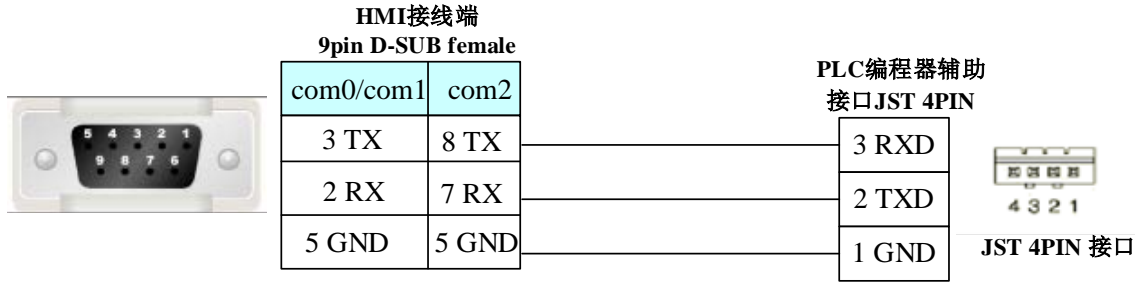 HMI接线端
9pin D-SUB female
com0/com1 com2
3 TX 8 TX
2 RX 7 RX
5 GND 5 GND
5 4 3 2 1
9 8 7 6
PLC编程器辅助
接口JST 4PIN
3 RXD
2 TXD
1 GND
4 3 2 1
JST 4PIN 接口